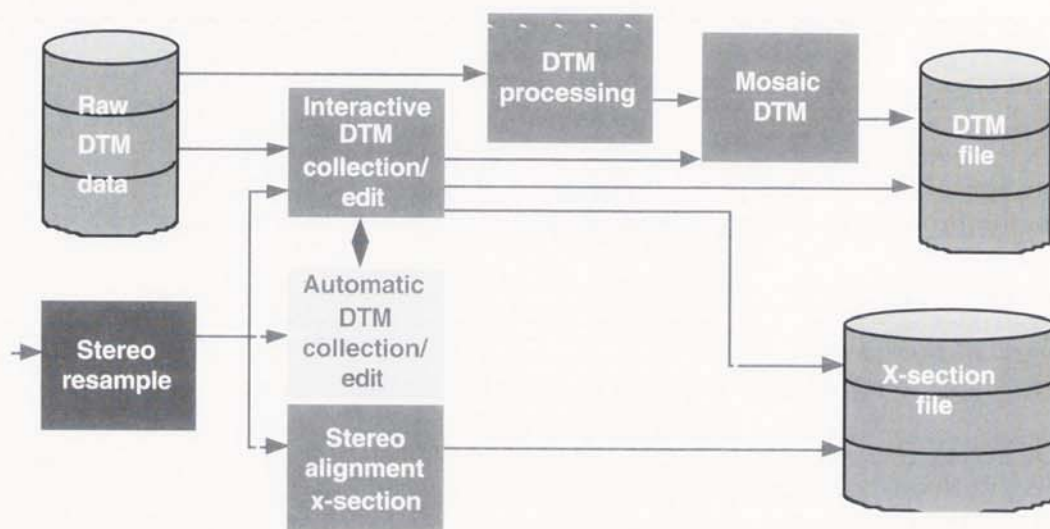 Raw
DTM
data
Interactive
DTM
collection/
edit
DTM
processing
Mosaic
DTM
DTM
file
Automatic
DTM
collection/
edit
Stereo
resample
Stereo
alignment
x-section
X-section
file